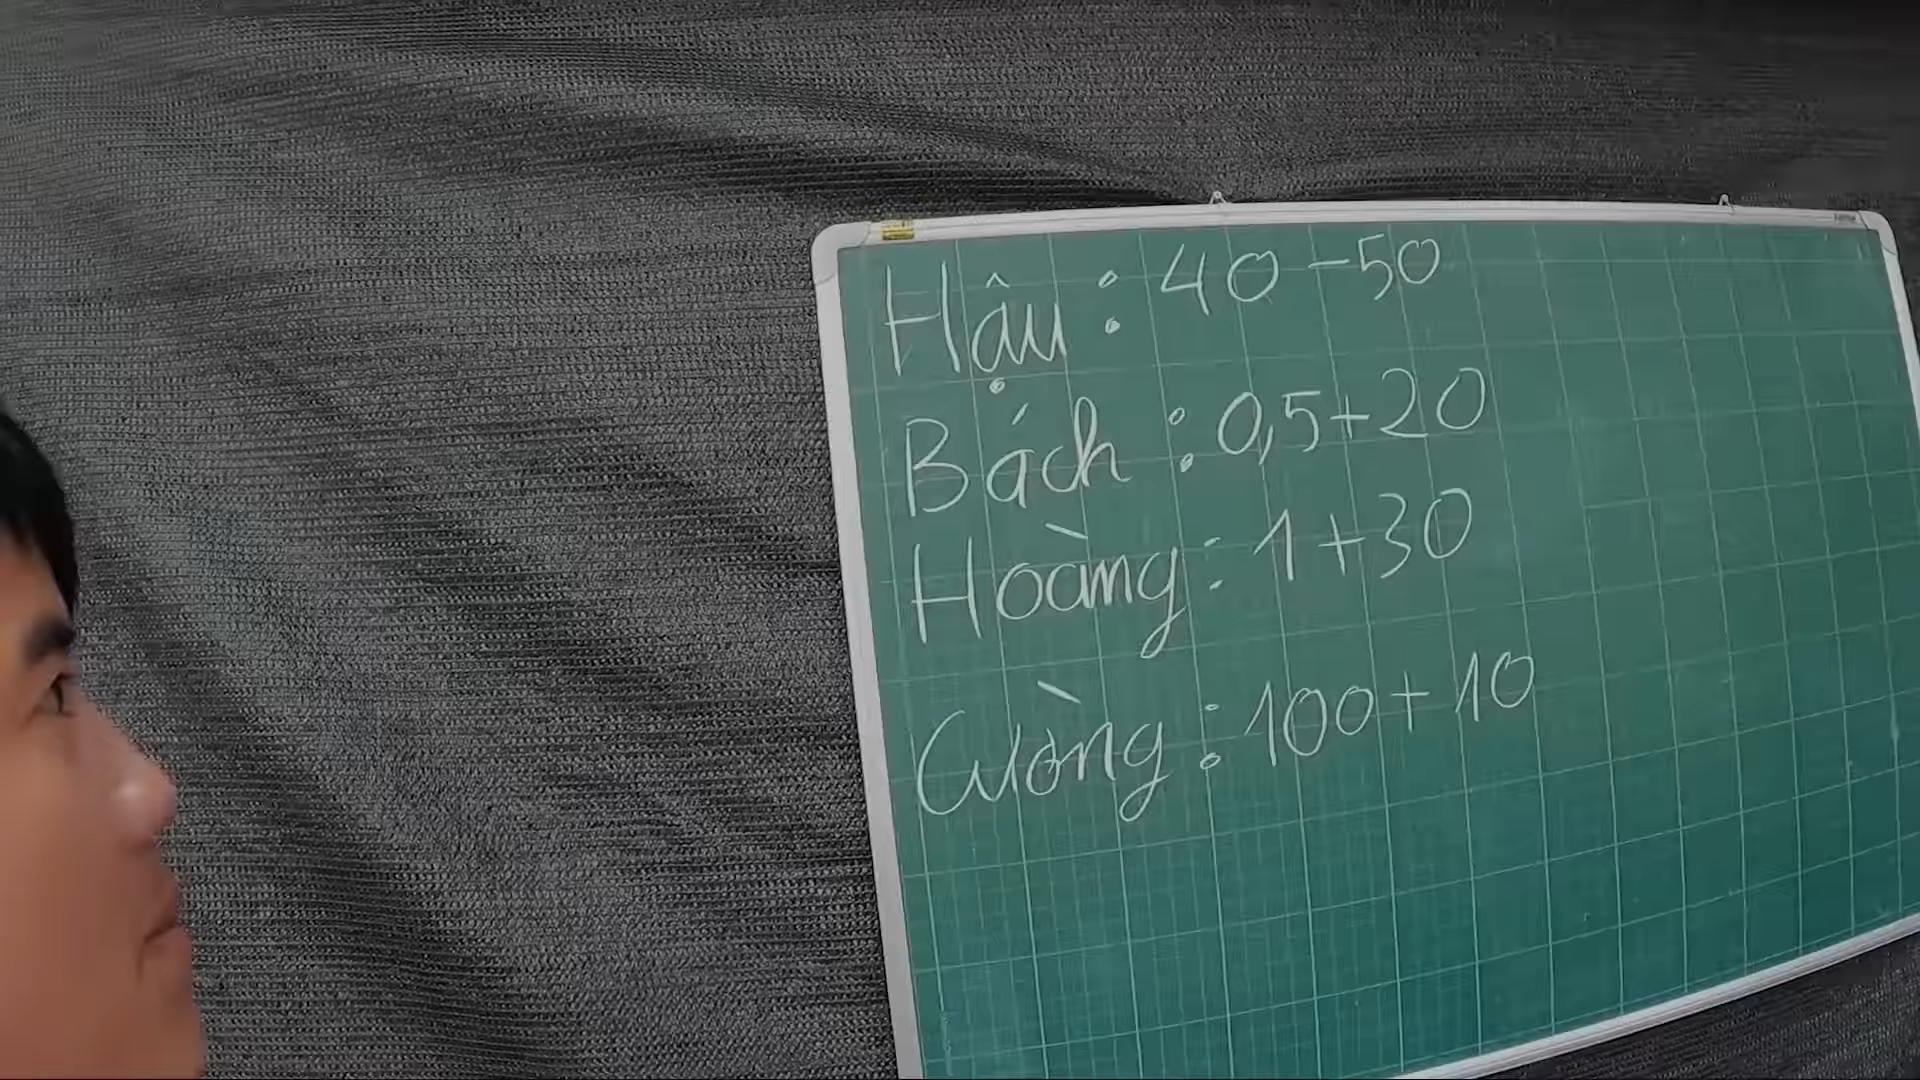 Hậu : 40-50
Bách : 0,5+20
Hoàng : 1+30
Cường : 100+10